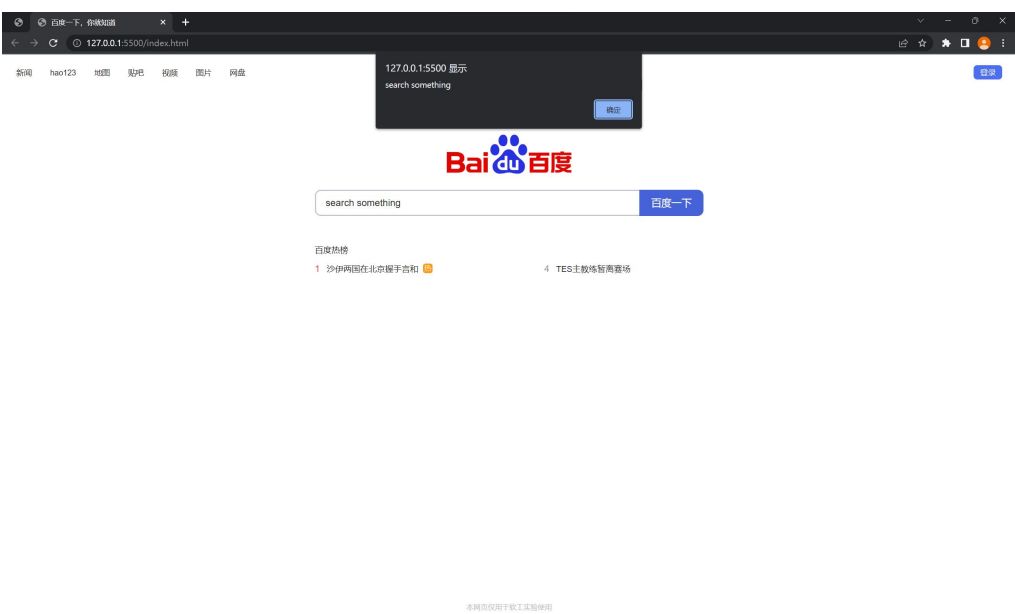 百度一下，你就知道
127.0.0.1:5500/index.html
新闻 hao123 地图 贴吧 视频 图片 网盘 登录
127.0.0.1:5500 显示
search something
确定
Bai du 百度
search something 百度一下
百度热榜
1 沙伊两国在北京握手言和 热
4 TES主教练暂离赛场
本网页仅用于软工实验使用